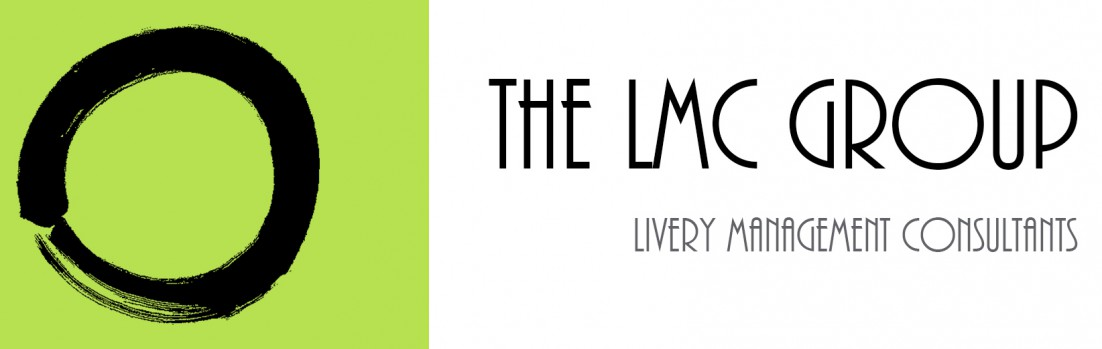 THE LMC GROUP
LIVERY MANAGEMENT CONSULTANTS